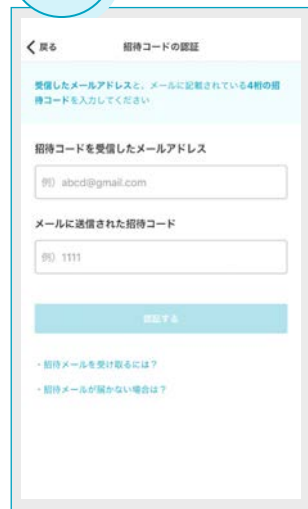 戻る 招待コードの認証
受信したメールアドレスと、メールに記載されている4桁の招
待コードを入力してください
招待コードを受信したメールアドレス
例）abcd@gmail.com
メールに送信された招待コード
例）1111
認証する
・招待メールを受け取るには？
・招待メールが届かない場合は？